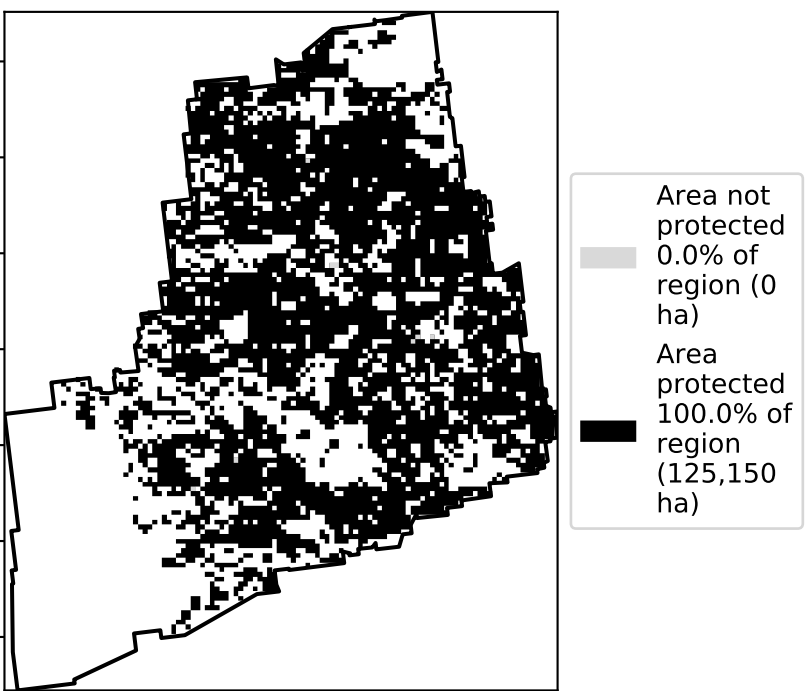 Area not
protected
0.0% of
region (0
ha)
Area
protected
100.0% of
region
(125,150
ha)